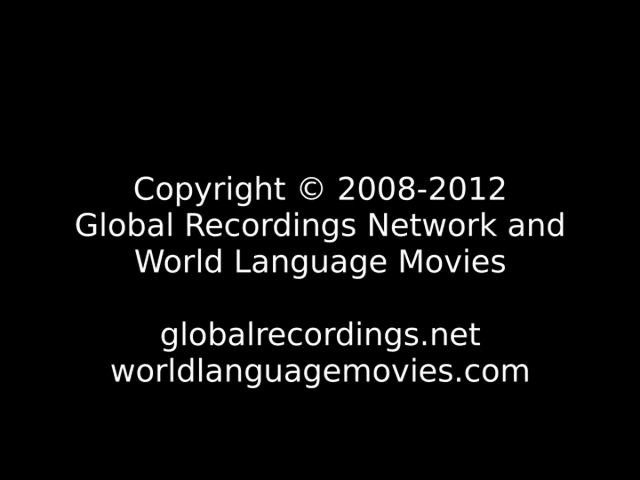 Copyright © 2008-2012
Global Recordings Network and
World Language Movies
globalrecordings.net
worldlanguagemovies.com